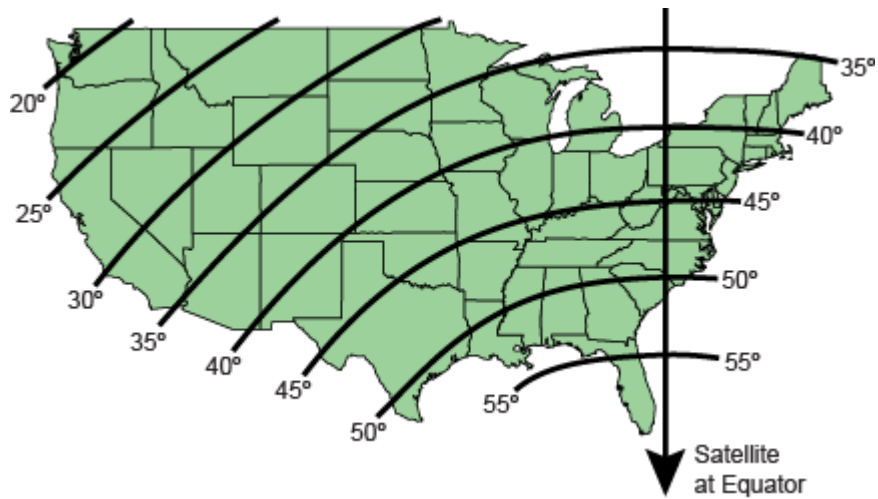 35º
20º
40º
45º
25º
50º
30º
35º
40º
55º
45º
55º
50º
Satellite
at Equator